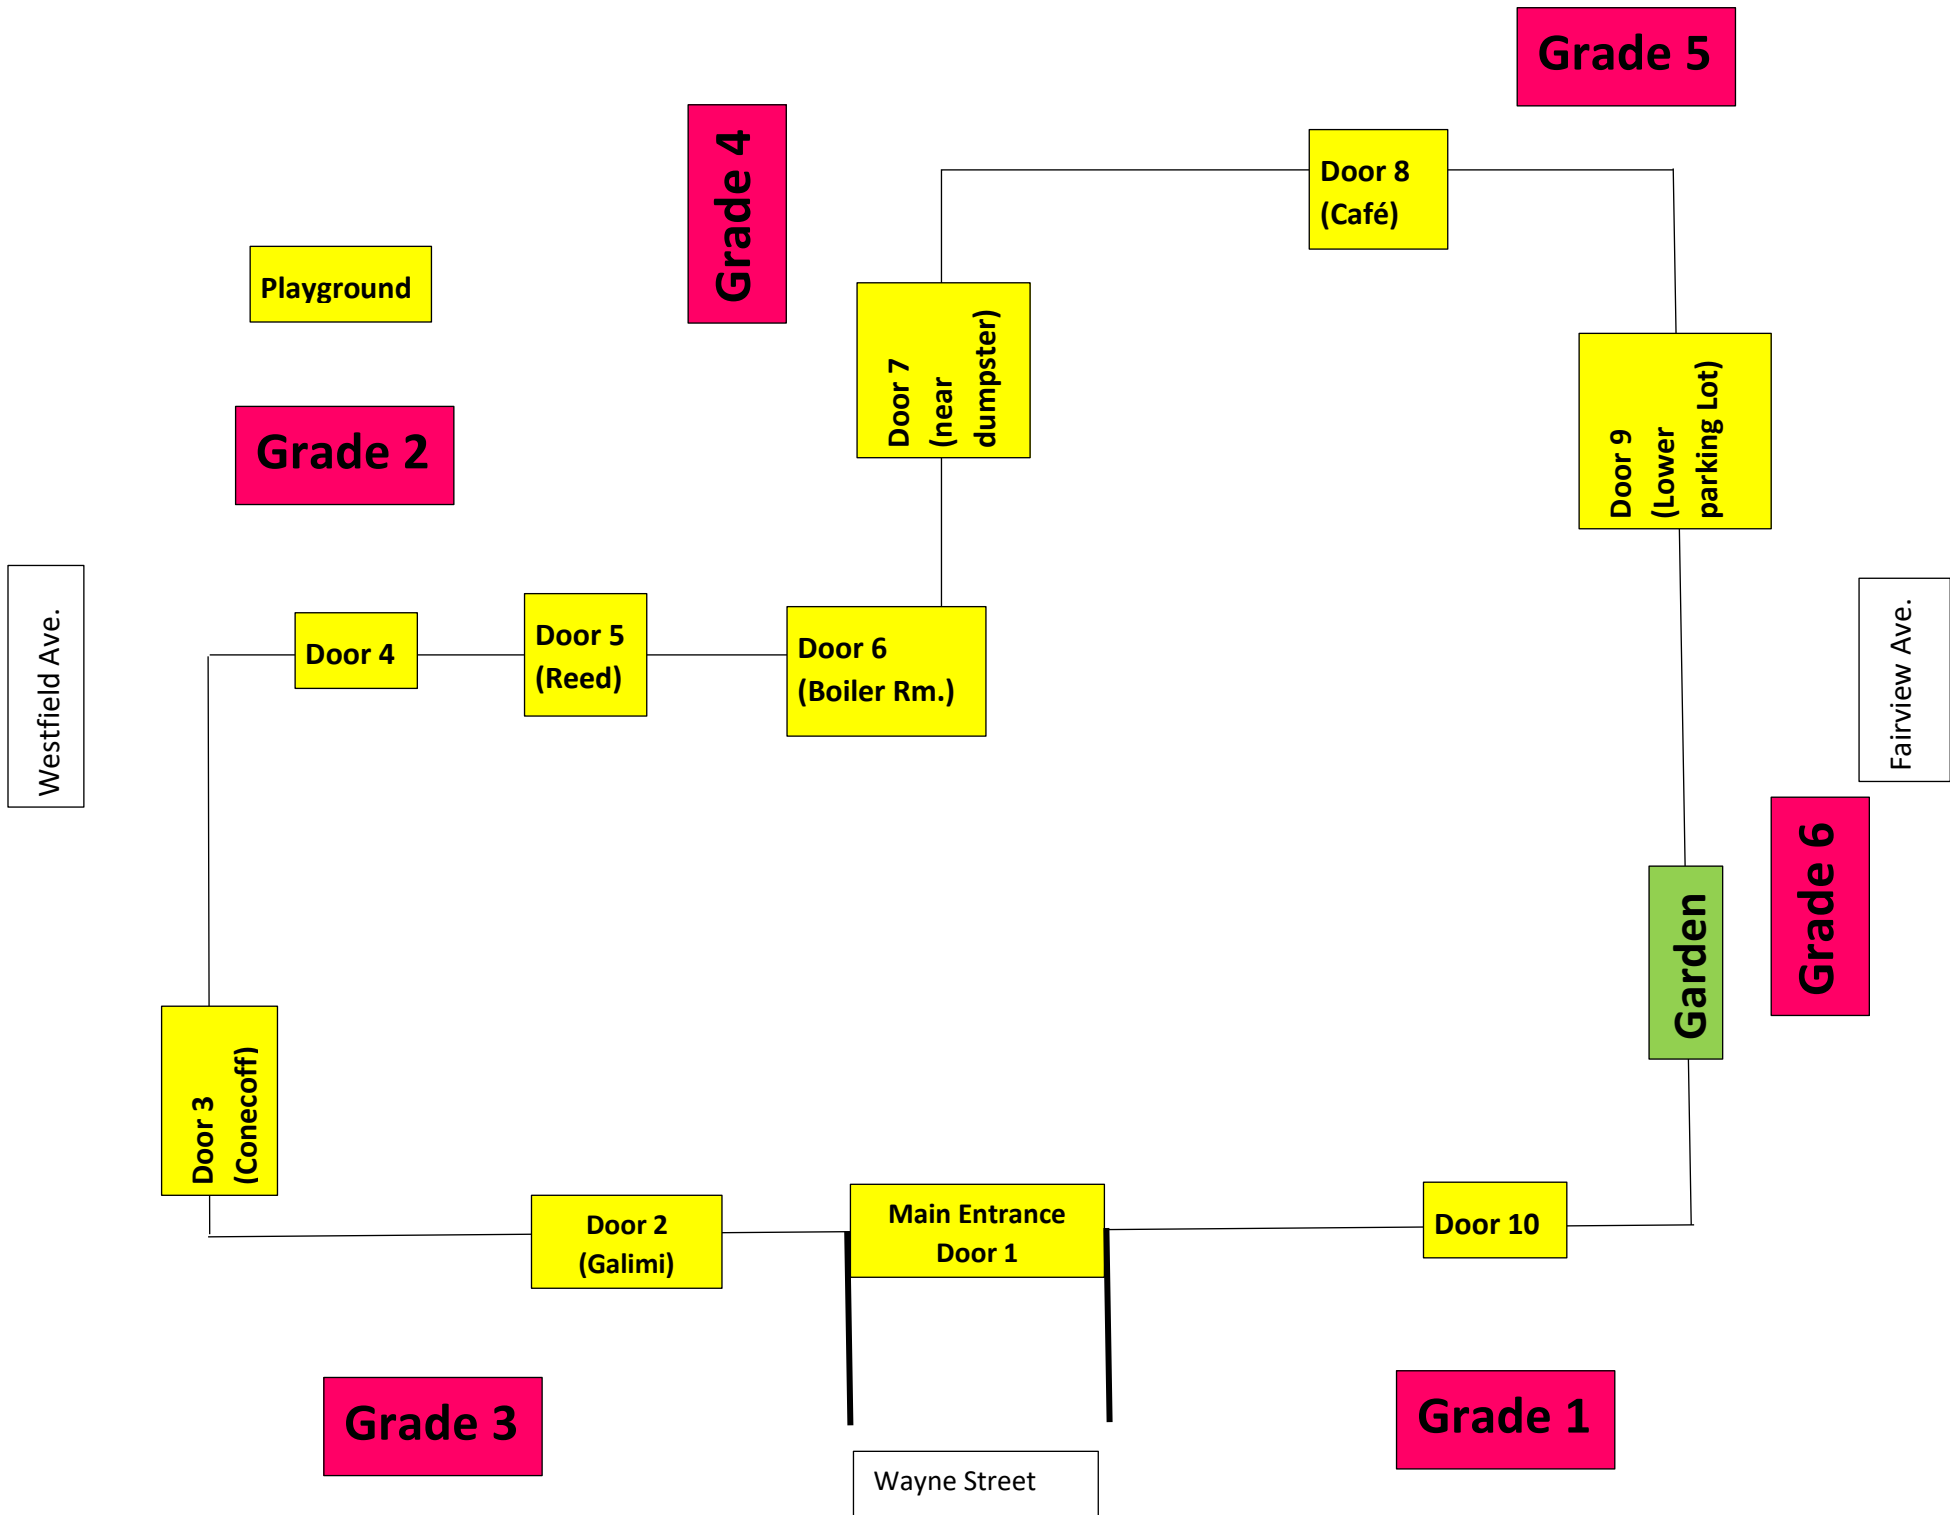 Grade 5
Grade 4
Door 8
(Café)
Playground
Door 7
(near
dumpster)
Door 9
(Lower
parking Lot)
Grade 2
Westfield Ave.
Door 4
Door 5
(Reed)
Door 6
(Boiler Rm.)
Fairview Ave.
Grade 6
Garden
Door 3
(Conecoff)
Door 2
(Galimi)
Main Entrance
Door 1
Door 10
Grade 3
Grade 1
Wayne Street